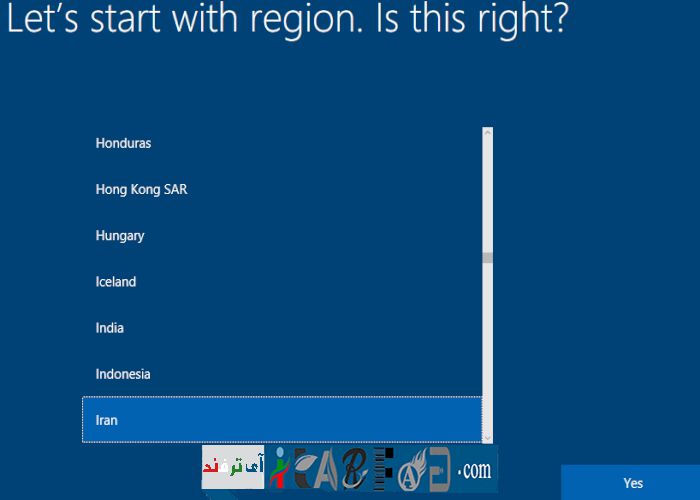 Let's start with region. Is this right?
Honduras
Hong Kong SAR
Hungary
Iceland
India
Indonesia
Iran
آی ترفند
.com
Yes